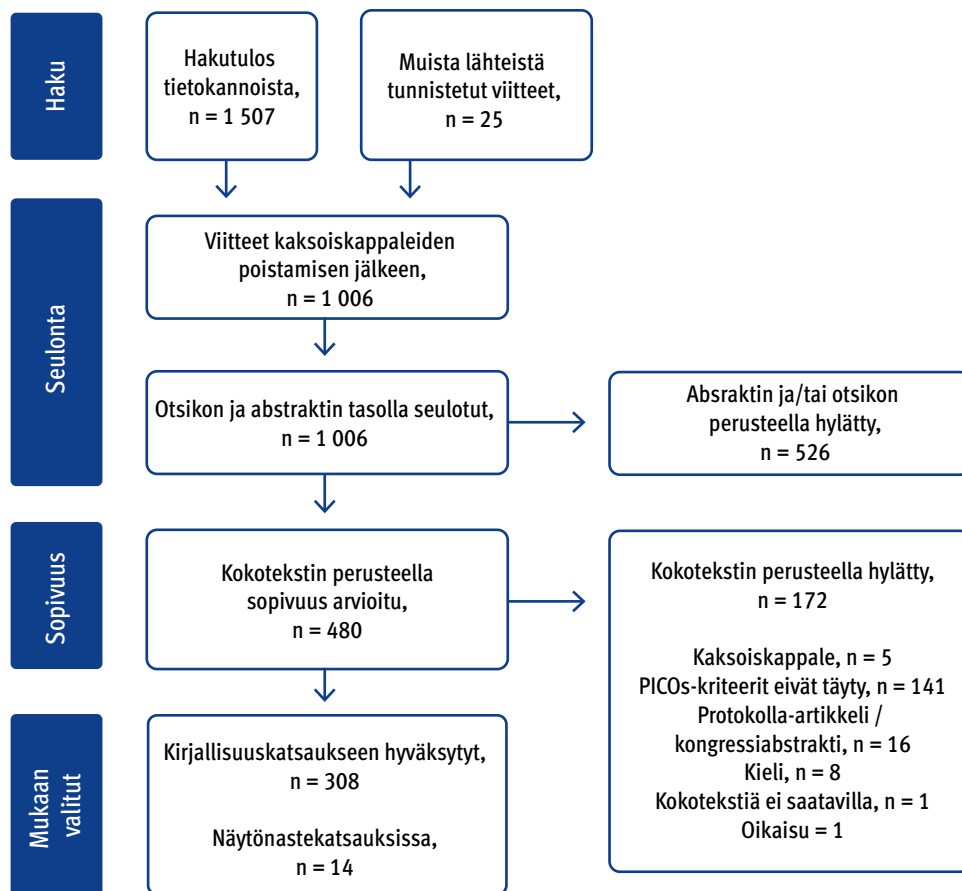 Haku
Hakutulos
tietokannoista,
n = 1 507
Muista lähteistä
tunnistetut viitteet,
n = 25
Seulonta
Viitteet kaksoiskappaleiden
poistamisen jälkeen,
n = 1 006
Otsikon ja abstraktin tasolla seulotut,
n = 1 006
Absraktin ja/tai otsikon
perusteella hylätty,
n = 526
Sopivuus
Kokotekstin perusteella
sopivuus arvioitu,
n = 480
Kokotekstin perusteella hylätty,
n = 172
Kaksoiskappale, n = 5
PICOs-kriteerit eivät täyty, n = 141
Protokolla-artikkeli /
kongressiabstrakti, n = 16
Kieli, n = 8
Kokotekstiä ei saatavilla, n = 1
Oikaisu = 1
Mukaan
valitut
Kirjallisuuskatsaukseen hyväksytyt,
n = 308
Näytönastekatsauksissa,
n = 14